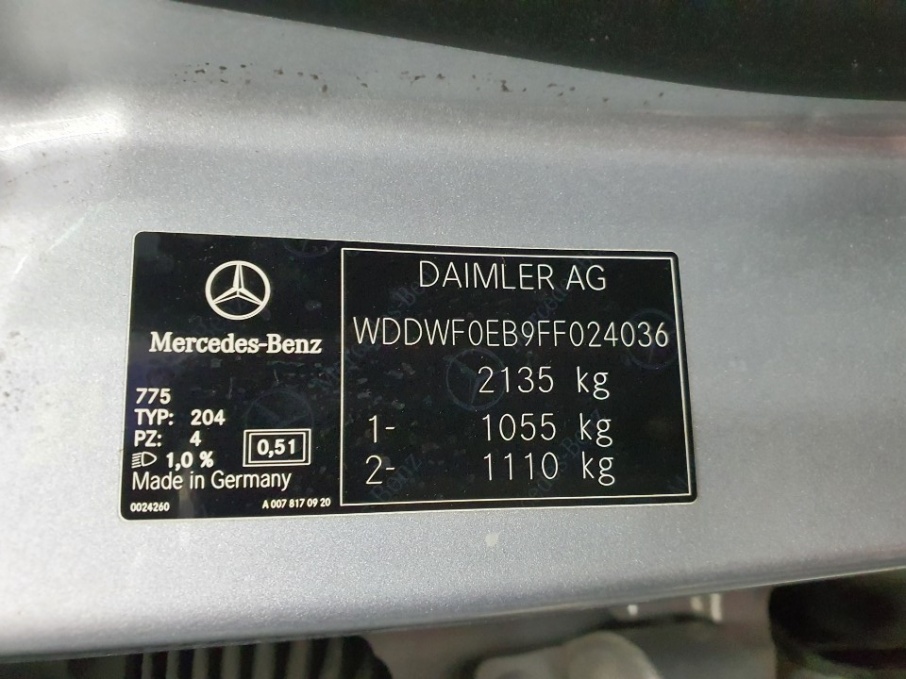 Mercedes-Benz
775
TYP: 204
PZ: 4
1,0 %
0,51
Made in Germany
0024260
A 007 817 09 20
DAIMLER AG
WDDWF0EB9FF024036
2135 kg
1- 1055 kg
2- 1110 kg